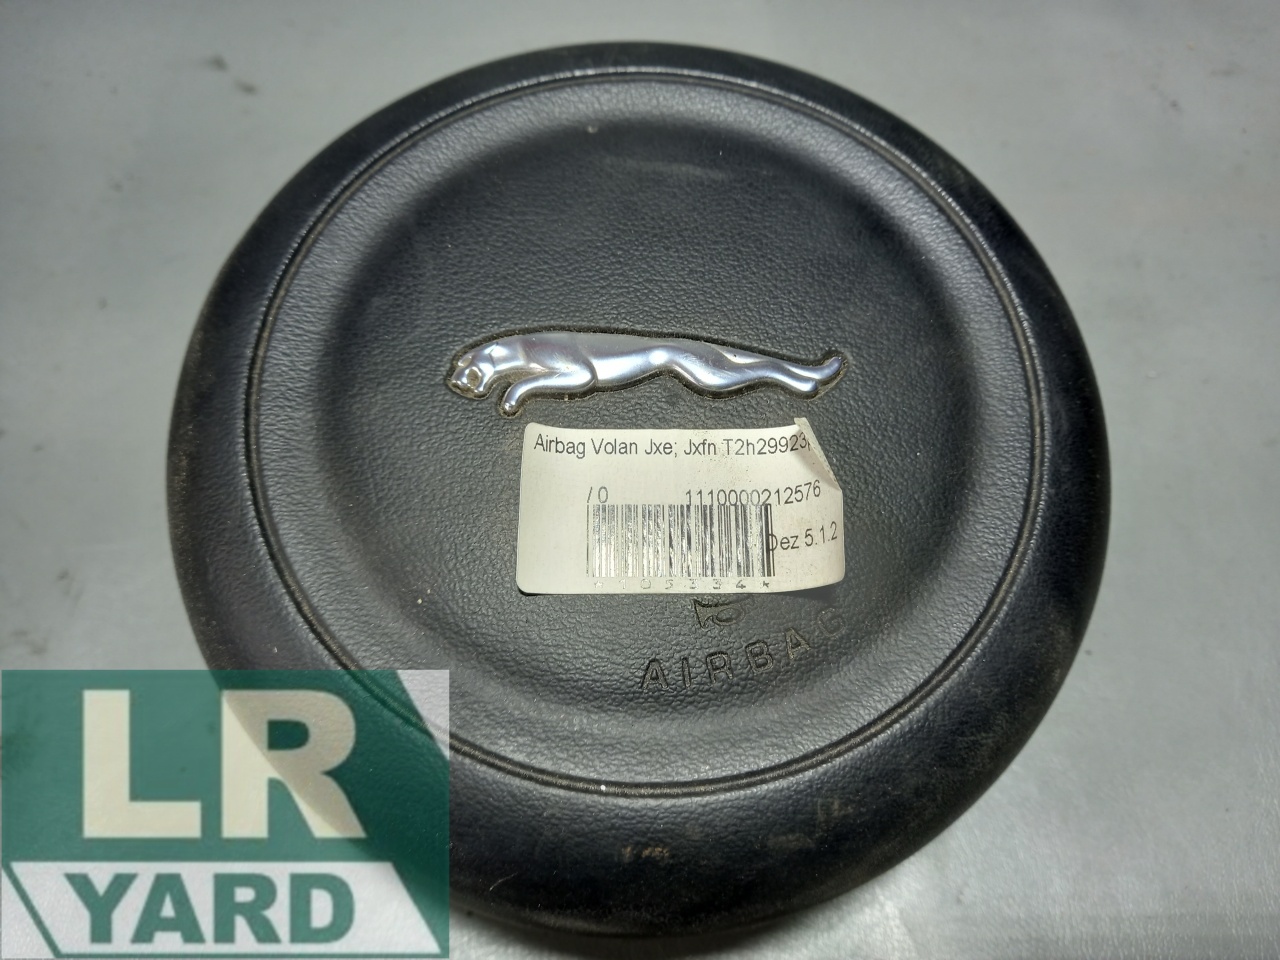 Airbag Volan Jxe; Jxfn T2h29923
/0 1110000212576
Dez 5.1.2
AIRBAG
LR
YARD